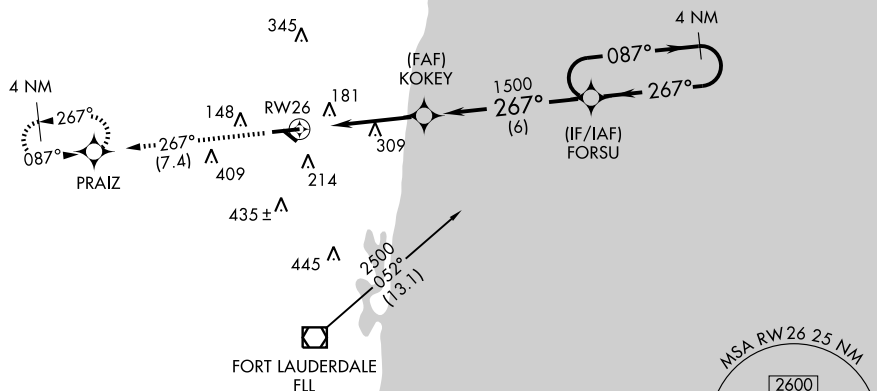 345
4 NM
087°
267°
(FAF)
KOKEY
1500
267°
(6)
(IF/IAF)
FORSU
4 NM
267°
087°
PRAIZ
148
RW26
181
267°
(7.4)
409
214
309
435 ±
445
2500
052°
(13.1)
FORT LAUDERDALE
FLL
MSA RW26 25 NM
2600